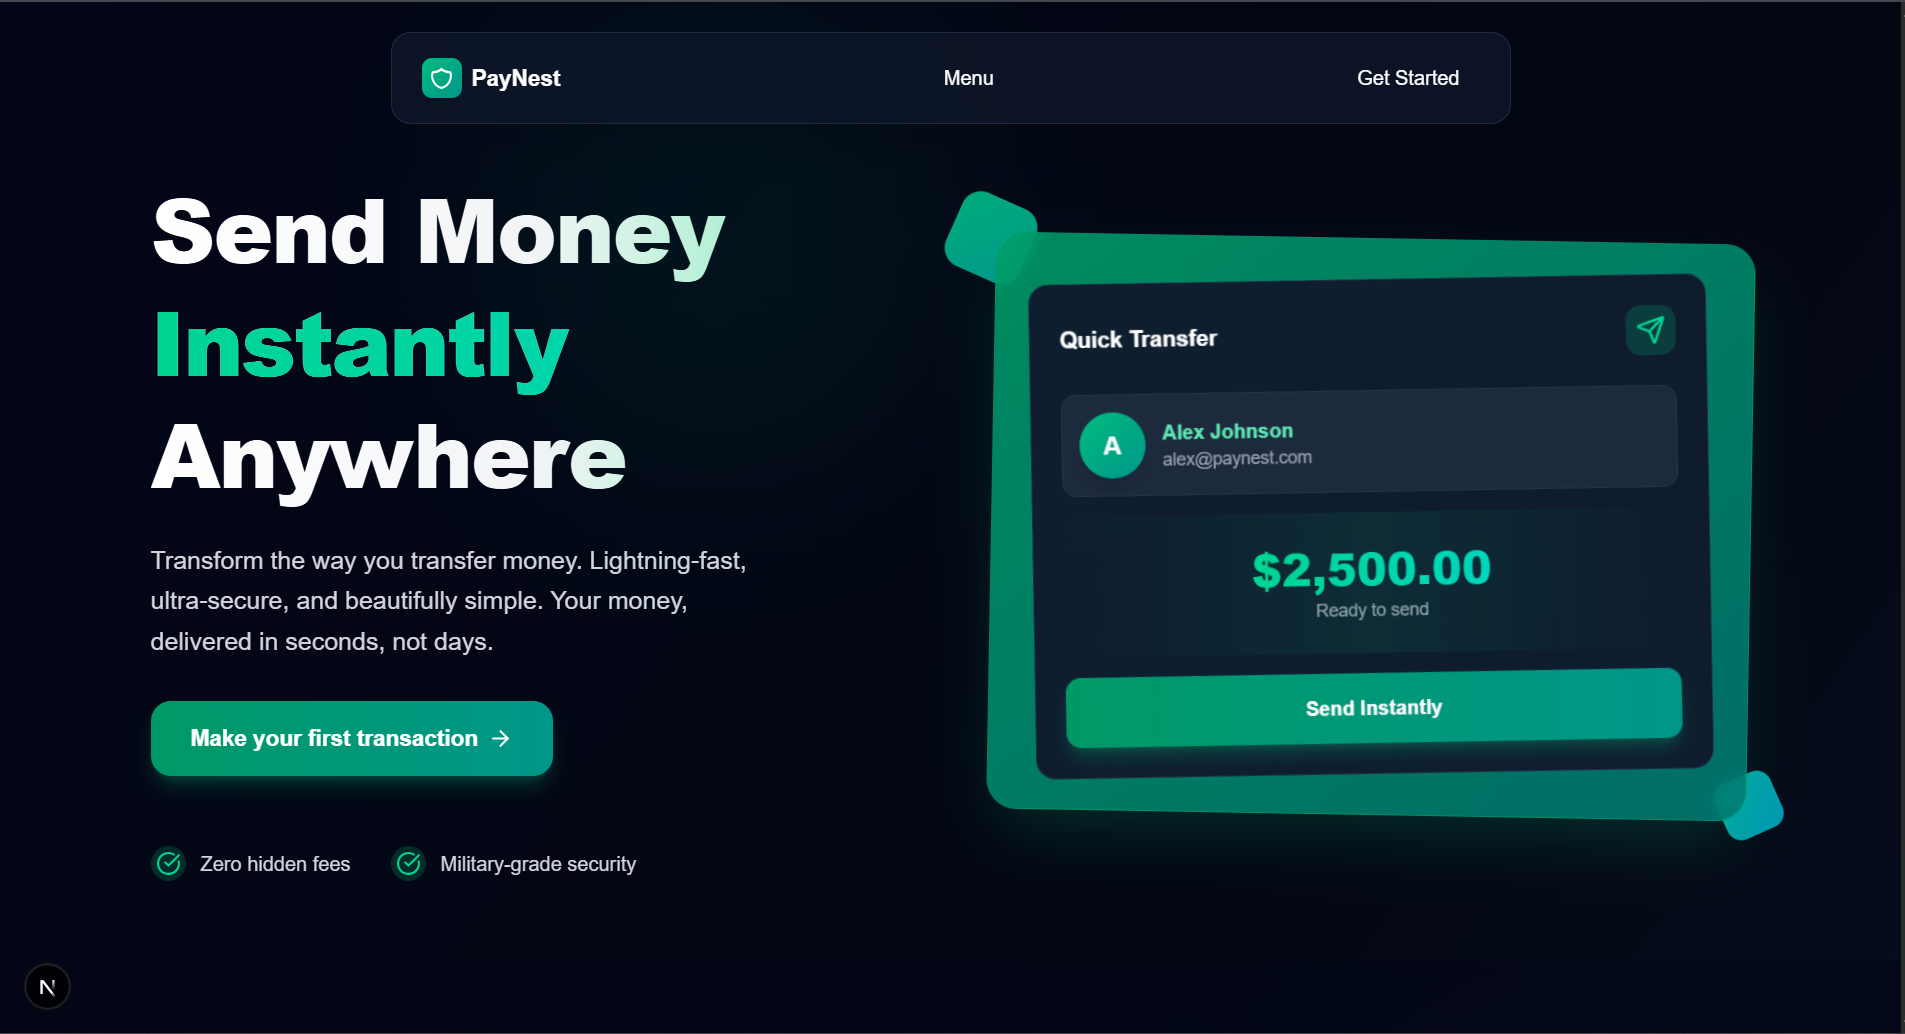 PayNest
Menu
Get Started
Send Money
Instantly
Anywhere
Transform the way you transfer money. Lightning-fast,
ultra-secure, and beautifully simple. Your money,
delivered in seconds, not days.
Make your first transaction
Zero hidden fees
Military-grade security
Quick Transfer
A
Alex Johnson
alex@paynest.com
$2,500.00
Ready to send
Send Instantly
N